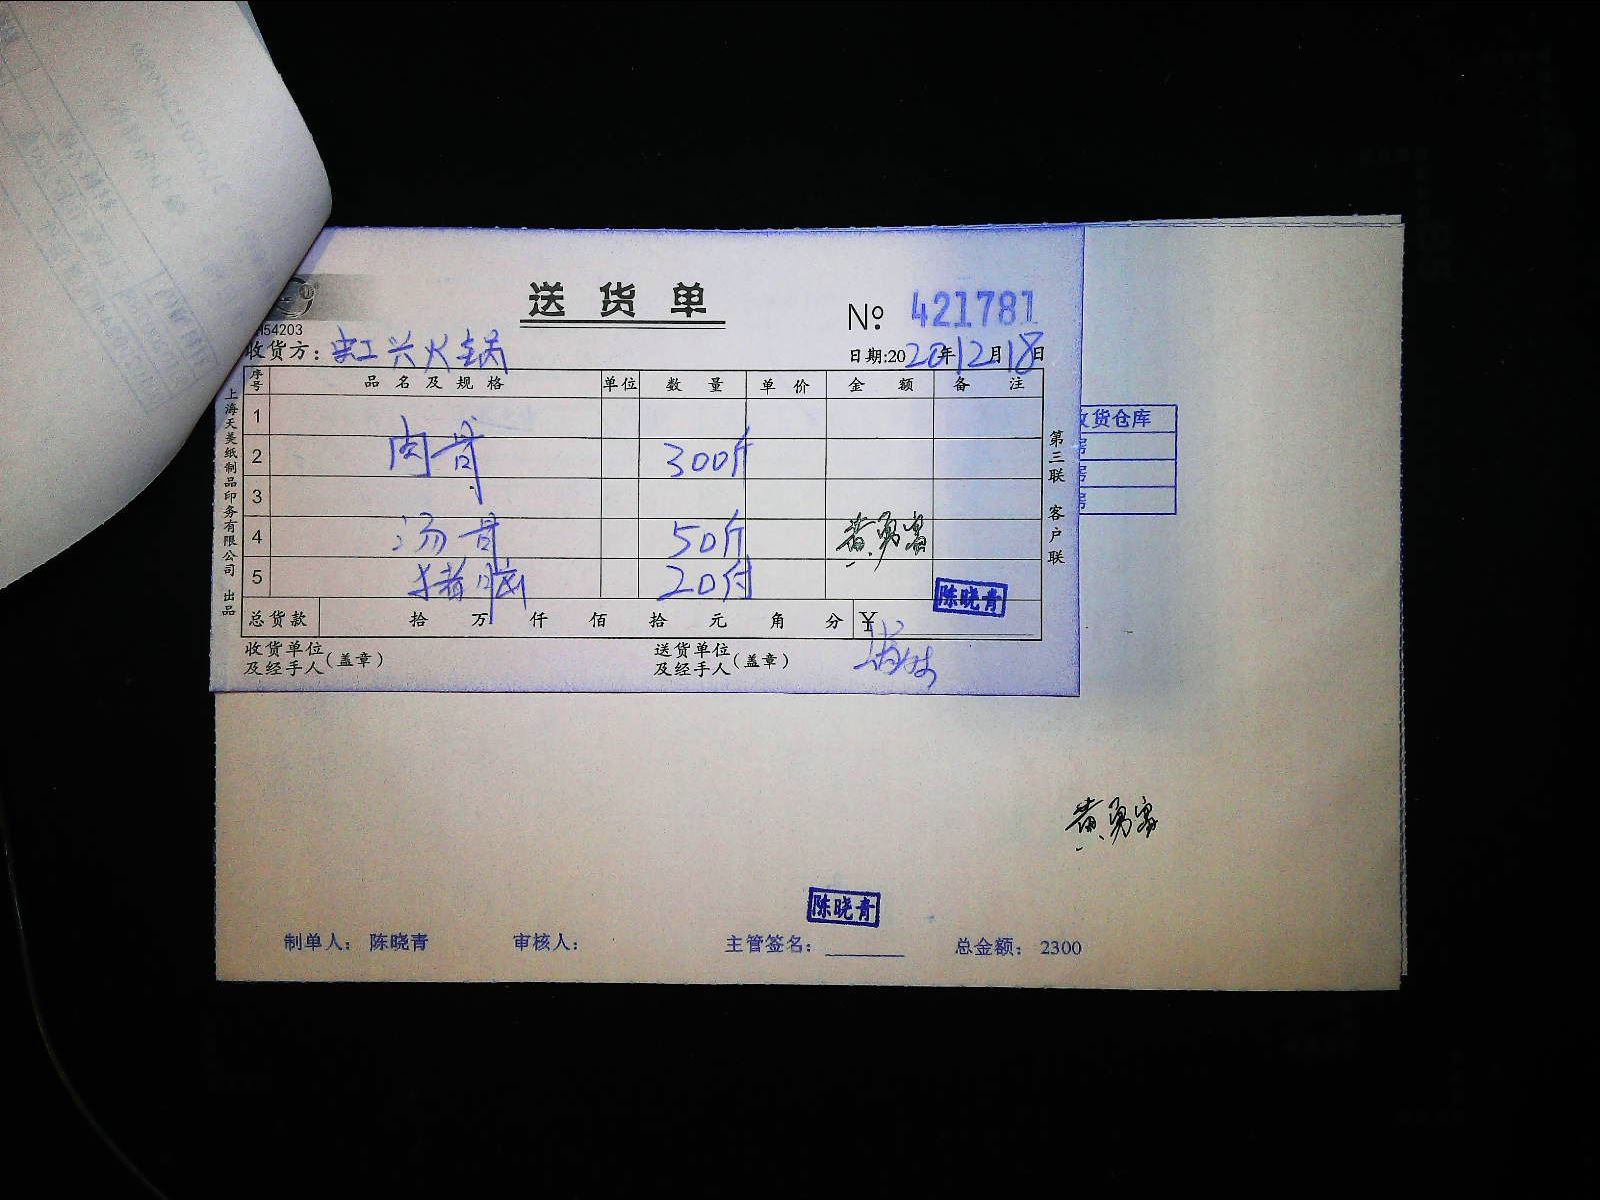 送货单
№ 421781
H54203
收货方：虹兴火锅
日期:2020年12月18日
序号 品名及规格 单位 数量 单价 金额 备注
1
2 肉骨 300斤
3
4 汤骨 50斤 黄勇富
5 猪脑 20付
陈晓青
总货款 拾 万 仟 佰 拾 元 角 分 ¥
收货单位及经手人（盖章）
送货单位及经手人（盖章）
上海天美纸制品印务有限公司 出品
第三联 客户联
收货仓库
房
房
房
黄勇富
陈晓青
制单人： 陈晓青 审核人： 主管签名： 总金额： 2300